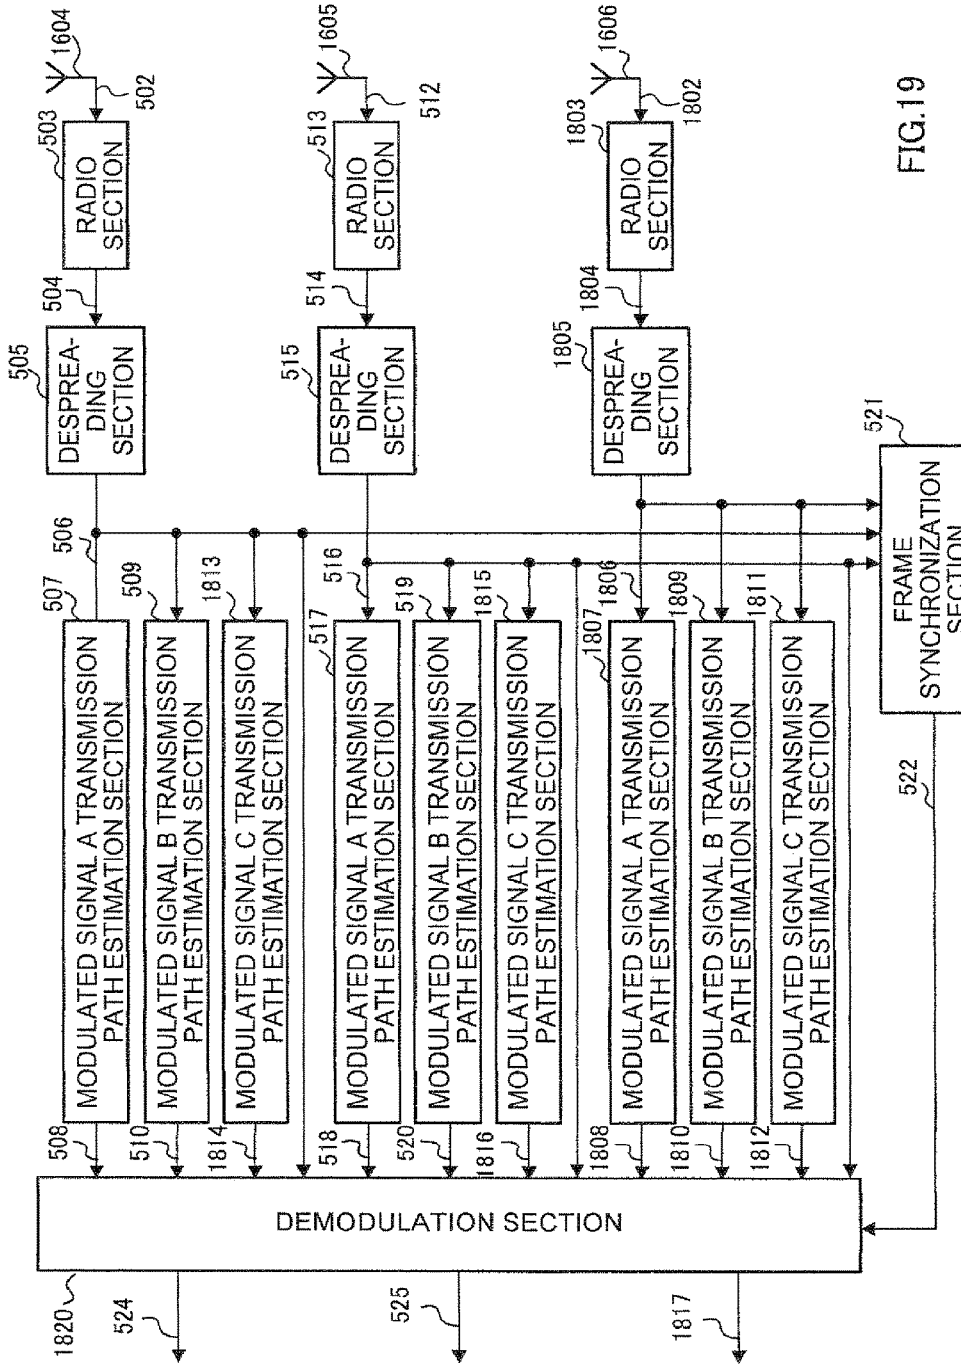 1604
502
503
RADIO
SECTION
504
505
DESPREA-
DING
SECTION
506
507
MODULATED SIGNAL A TRANSMISSION
PATH ESTIMATION SECTION
508
509
MODULATED SIGNAL B TRANSMISSION
PATH ESTIMATION SECTION
510
1813
MODULATED SIGNAL C TRANSMISSION
PATH ESTIMATION SECTION
1814
1605
512
513
RADIO
SECTION
514
515
DESPREA-
DING
SECTION
516
517
MODULATED SIGNAL A TRANSMISSION
PATH ESTIMATION SECTION
518
519
MODULATED SIGNAL B TRANSMISSION
PATH ESTIMATION SECTION
520
1815
MODULATED SIGNAL C TRANSMISSION
PATH ESTIMATION SECTION
1816
1606
1802
1803
RADIO
SECTION
1804
1805
DESPREA-
DING
SECTION
1806
1807
MODULATED SIGNAL A TRANSMISSION
PATH ESTIMATION SECTION
1808
1809
MODULATED SIGNAL B TRANSMISSION
PATH ESTIMATION SECTION
1810
1811
MODULATED SIGNAL C TRANSMISSION
PATH ESTIMATION SECTION
1812
521
FRAME
SYNCHRONIZATION
SECTION
522
DEMODULATION SECTION
1820
524
525
1817
FIG.19